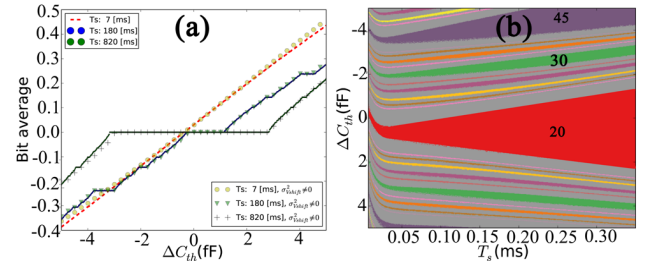 (a)
Ts: 7 [ms]
Ts: 180 [ms]
Ts: 820 [ms]
Bit average
0.5
0.4
0.3
0.2
0.1
0.0
-0.1
-0.2
-0.3
-0.4
-4
-2
0
2
4
ΔC_th(fF)
Ts: 7 [ms], σ²_Vshift≠0
Ts: 180 [ms], σ²_Vshift≠0
Ts: 820 [ms], σ²_Vshift≠0
(b)
45
30
20
ΔC_th(fF)
-4
-2
0
2
4
0.05
0.10
0.15
0.20
0.25
0.30
T_s(ms)